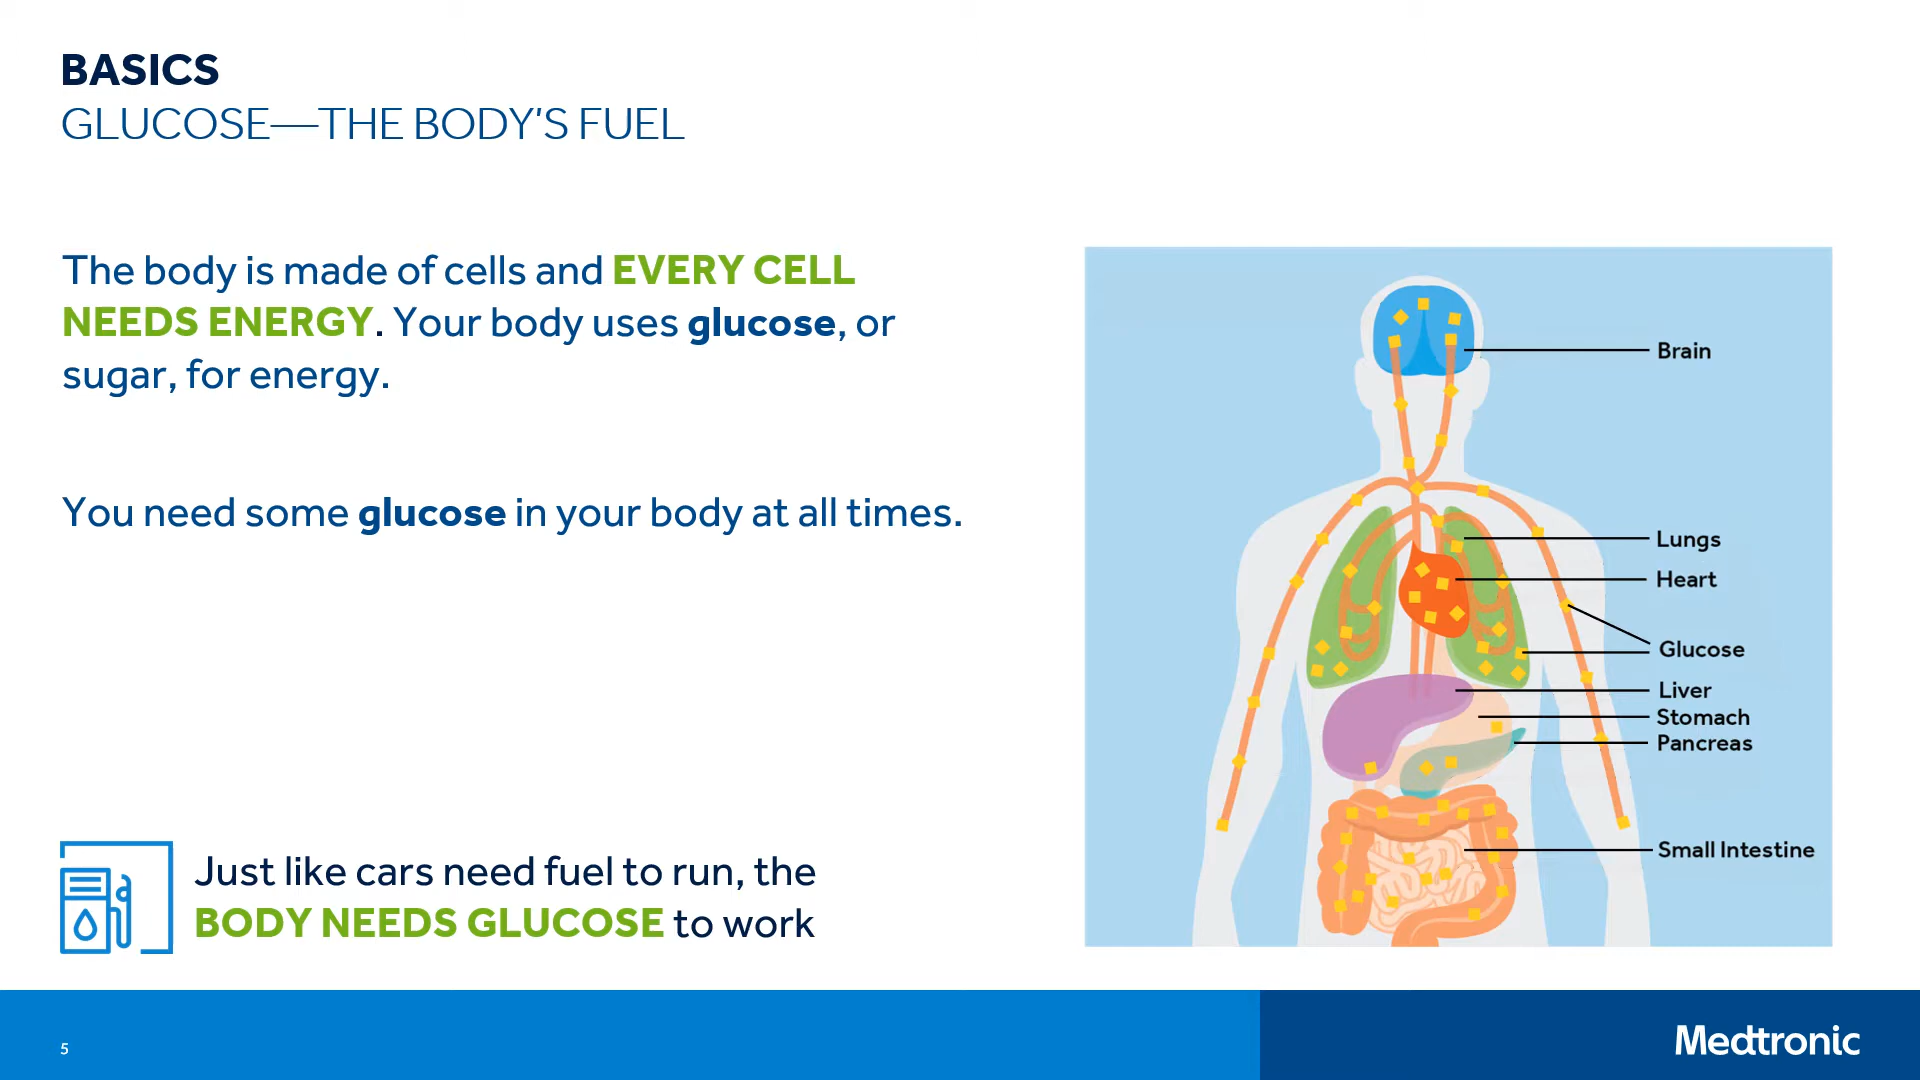 BASICS
GLUCOSE—THE BODY'S FUEL
The body is made of cells and EVERY CELL
NEEDS ENERGY. Your body uses glucose, or
sugar, for energy.
You need some glucose in your body at all times.
Just like cars need fuel to run, the
BODY NEEDS GLUCOSE to work
Brain
Lungs
Heart
Glucose
Liver
Stomach
Pancreas
Small Intestine
5
Medtronic